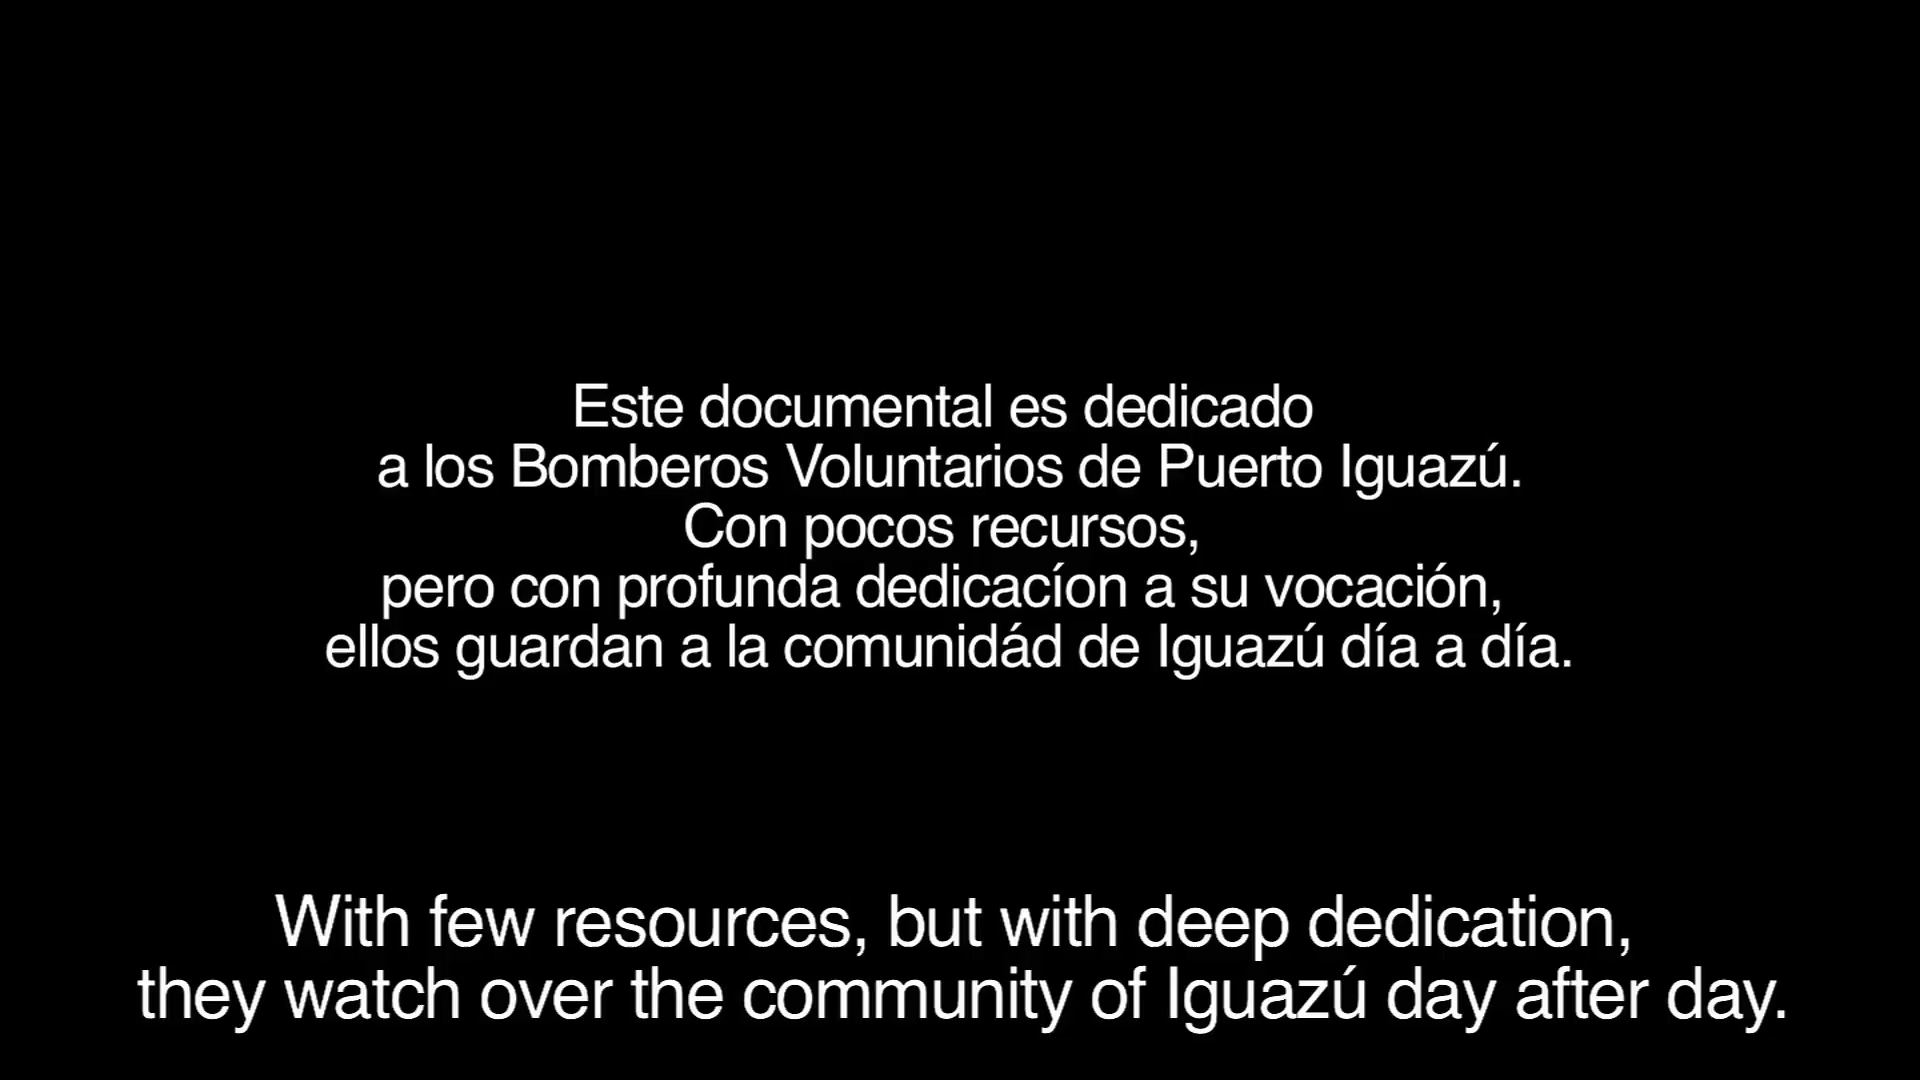 Este documental es dedicado
a los Bomberos Voluntarios de Puerto Iguazú.
Con pocos recursos,
pero con profunda dedicacíon a su vocación,
ellos guardan a la comunidád de Iguazú día a día.
With few resources, but with deep dedication,
they watch over the community of Iguazú day after day.